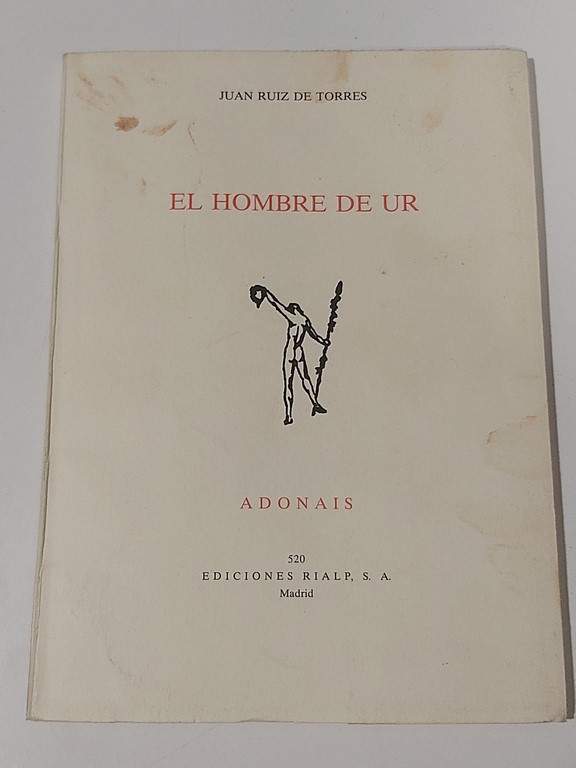 JUAN RUIZ DE TORRES
EL HOMBRE DE UR
ADONAIS
520
EDICIONES RIALP, S. A.
Madrid